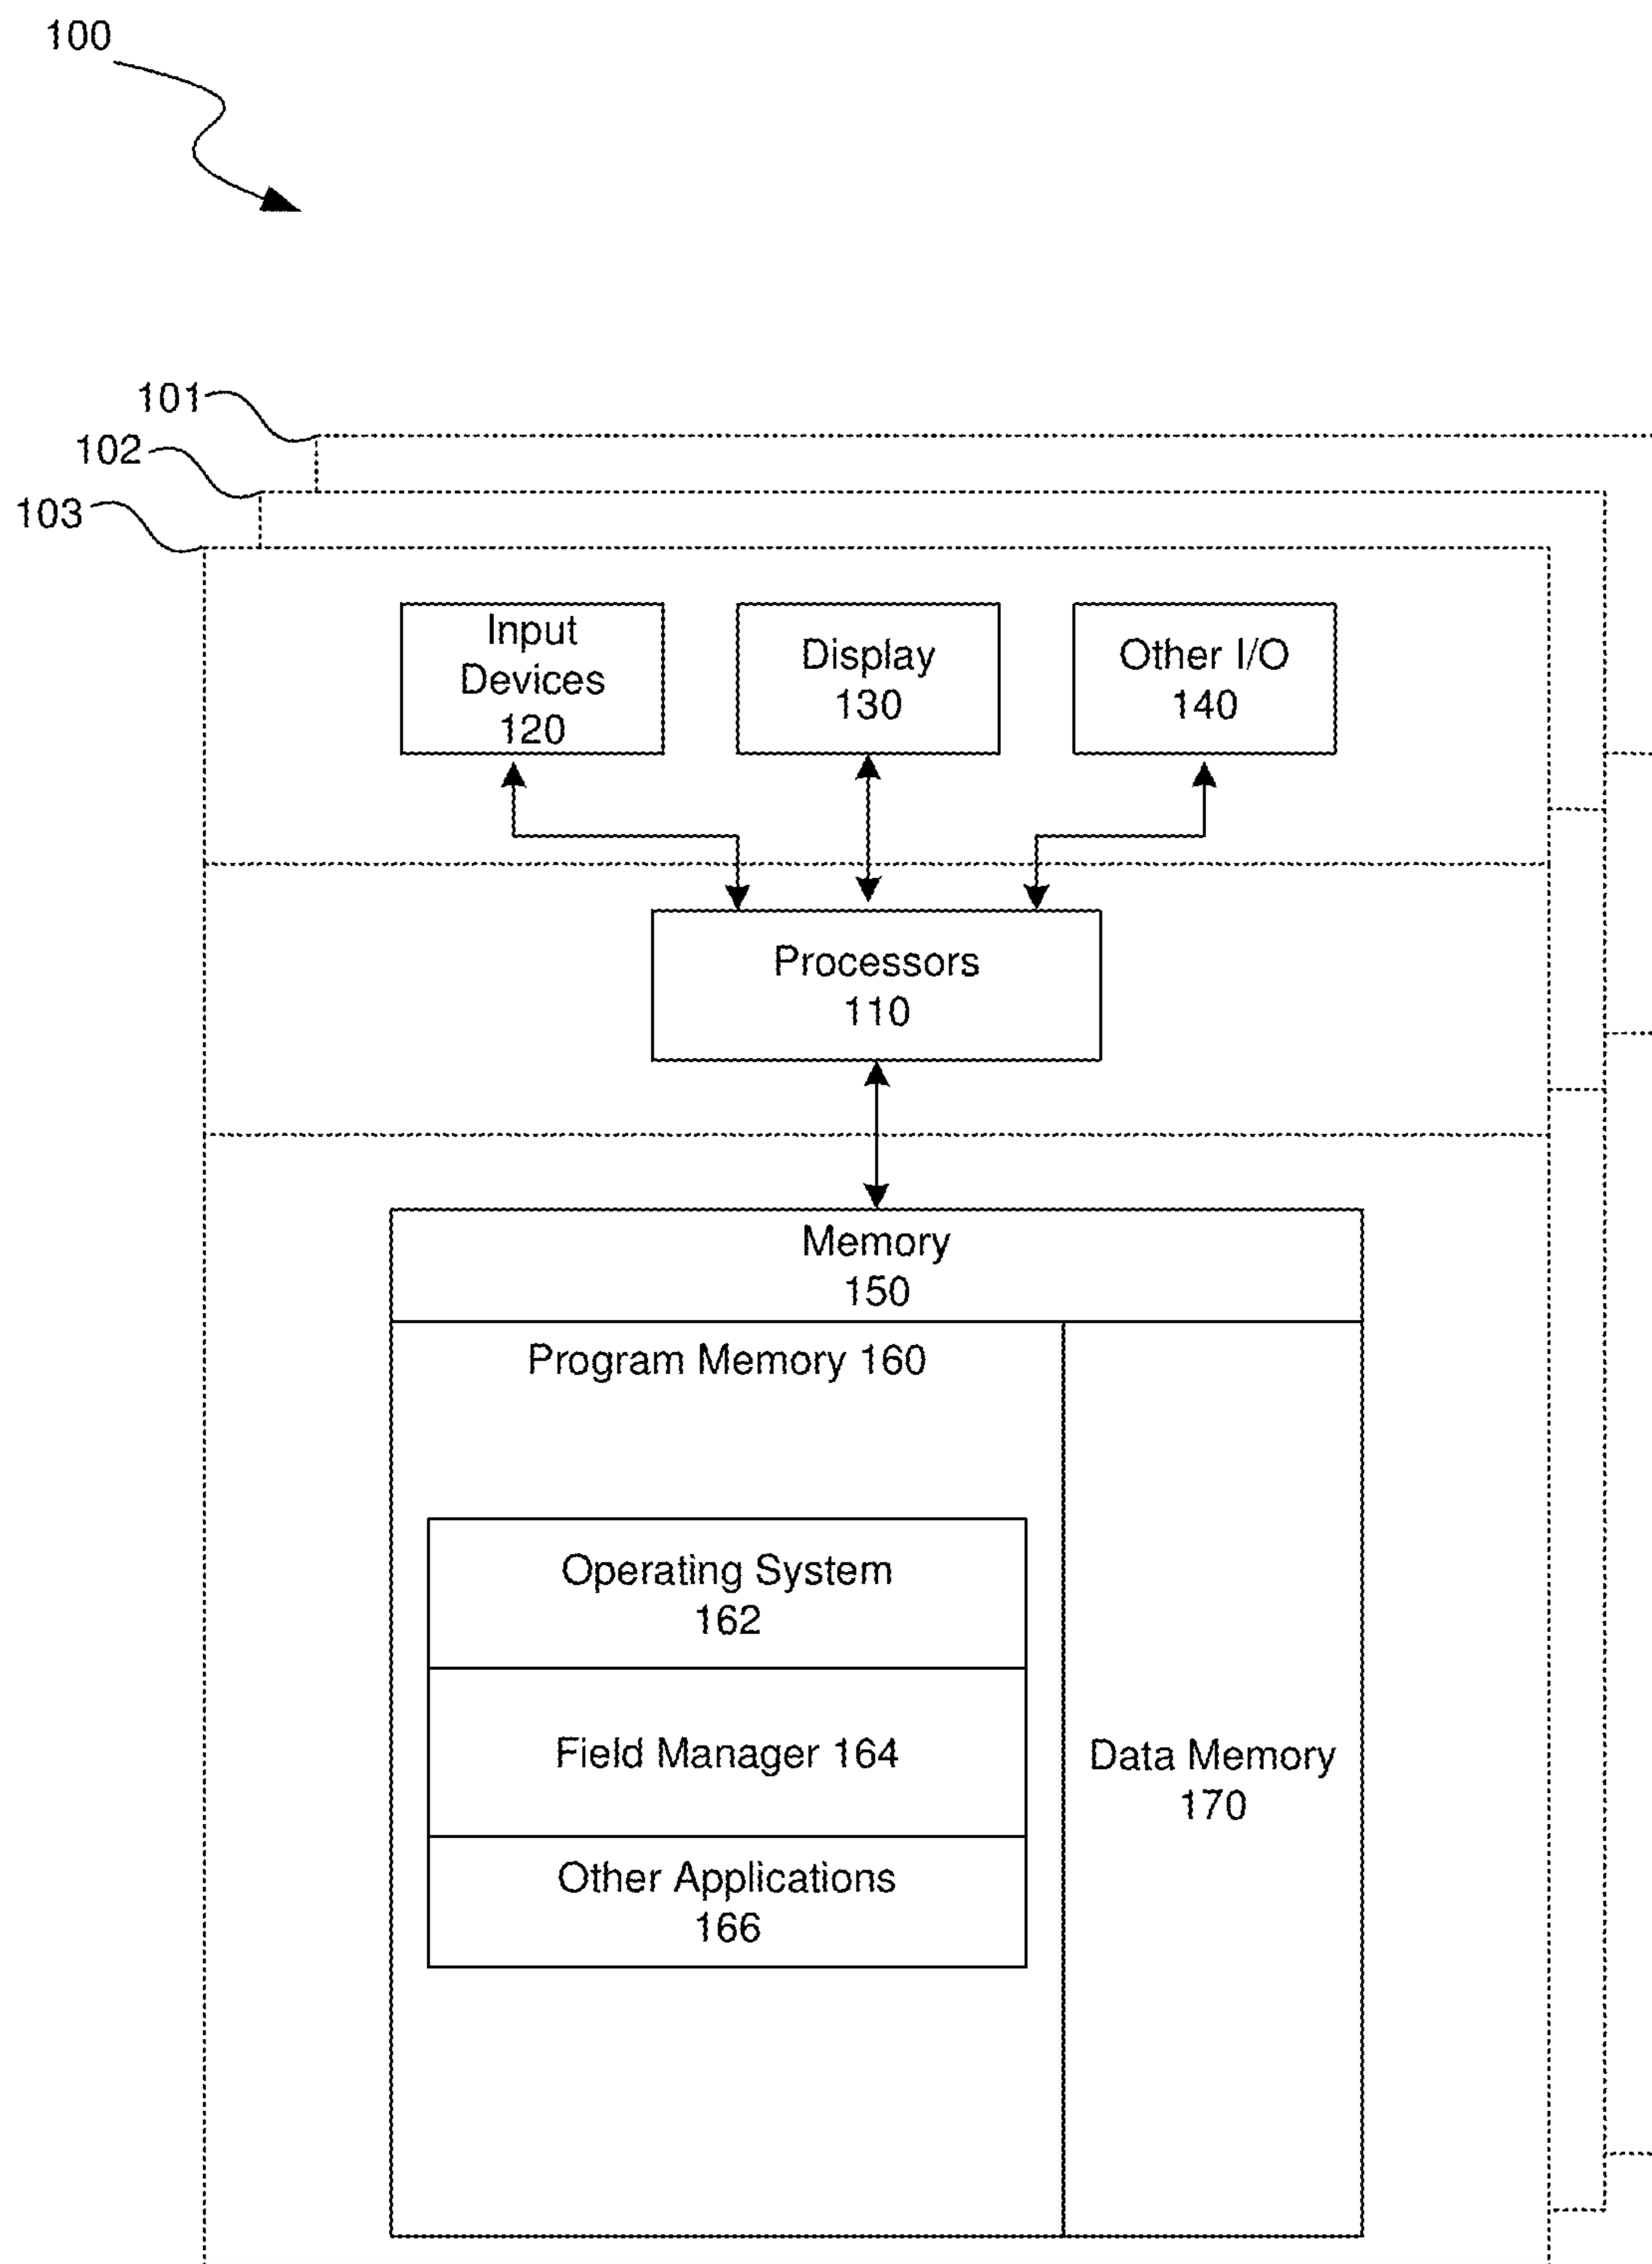 100
101
102
103
Input
Devices
120
Display
130
Other I/O
140
Processors
110
Memory
150
Program Memory 160
Operating System
162
Field Manager 164
Other Applications
166
Data Memory
170